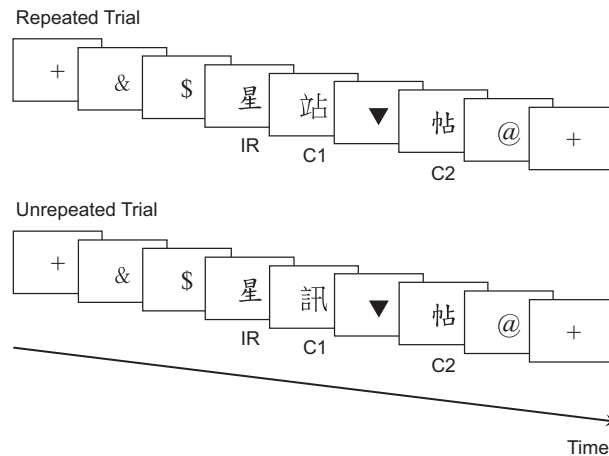 Repeated Trial
+ & $ 星 站 ▼ 帖 @ +
IR C1 C2
Unrepeated Trial
+ & $ 星 訊 ▼ 帖 @ +
IR C1 C2
Time